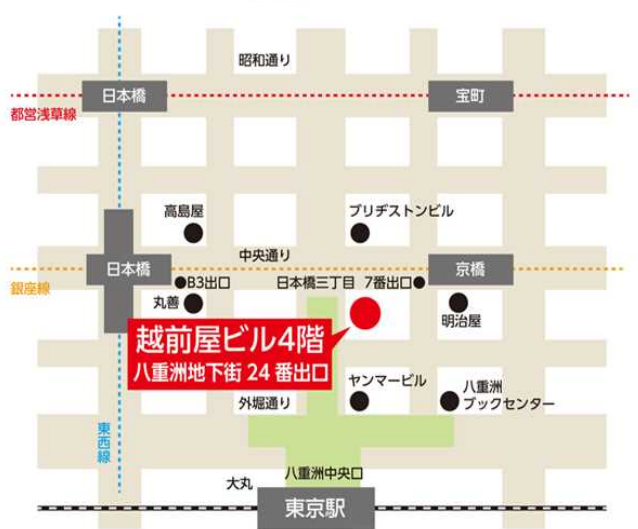 昭和通り
日本橋
宝町
都営浅草線
高島屋
ブリヂストンビル
中央通り
日本橋
京橋
銀座線
B3出口
日本橋三丁目 7番出口
丸善
明治屋
越前屋ビル4階
八重洲地下街 24 番出口
ヤンマービル
八重洲
ブックセンター
外堀通り
東西線
大丸
八重洲中央口
東京駅